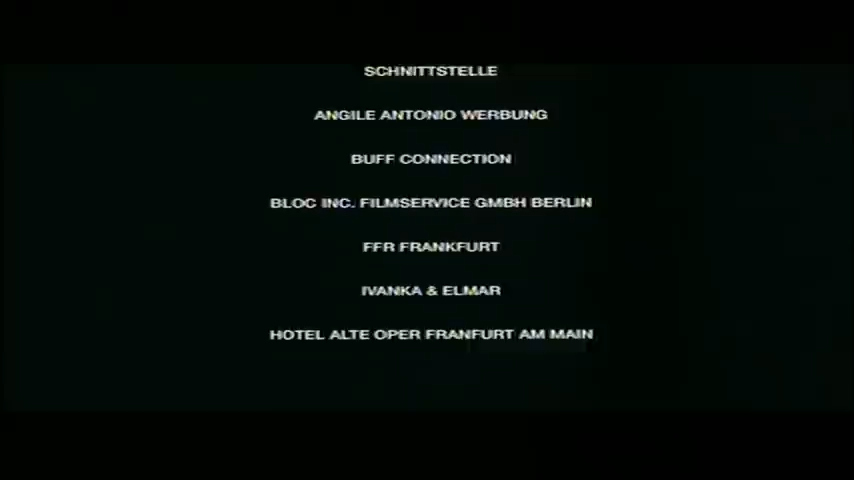 SCHNITTSTELLE
ANGILE ANTONIO WERBUNG
BUFF CONNECTION
BLOC INC. FILMSERVICE GMBH BERLIN
FFR FRANKFURT
IVANKA & ELMAR
HOTEL ALTE OPER FRANFURT AM MAIN